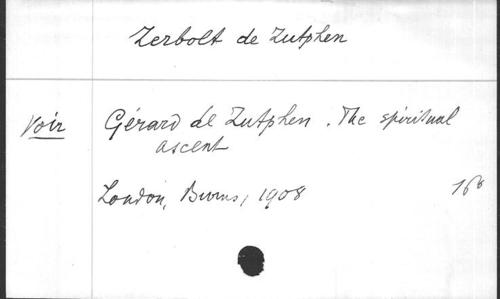 Zerbolt de Zutphen
Voir Gérard de Zutphen. The spiritual
ascent
London, Burns, 1908 16°